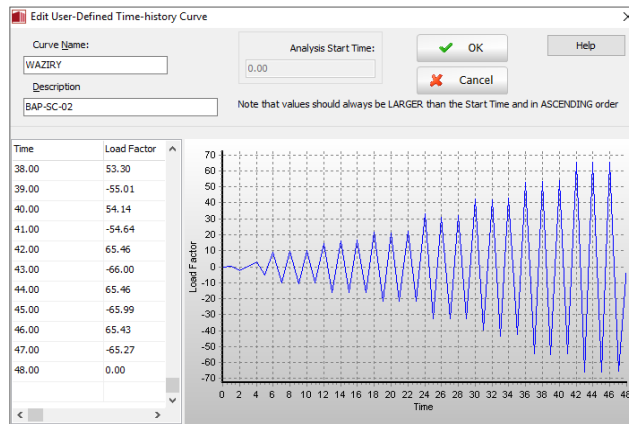 Edit User-Defined Time-history Curve
Curve Name:
WAZIRY
Description
BAP-SC-02
Analysis Start Time:
0.00
OK
Cancel
Help
Note that values should always be LARGER than the Start Time and in ASCENDING order
Time Load Factor
38.00 53.30
39.00 -55.01
40.00 54.14
41.00 -54.64
42.00 65.46
43.00 -66.00
44.00 65.46
45.00 -65.99
46.00 65.43
47.00 -65.27
48.00 0.00
70
60
50
40
30
20
10
0
-10
-20
-30
-40
-50
-60
-70
Load Factor
0 2 4 6 8 10 12 14 16 18 20 22 24 26 28 30 32 34 36 38 40 42 44 46 48
Time